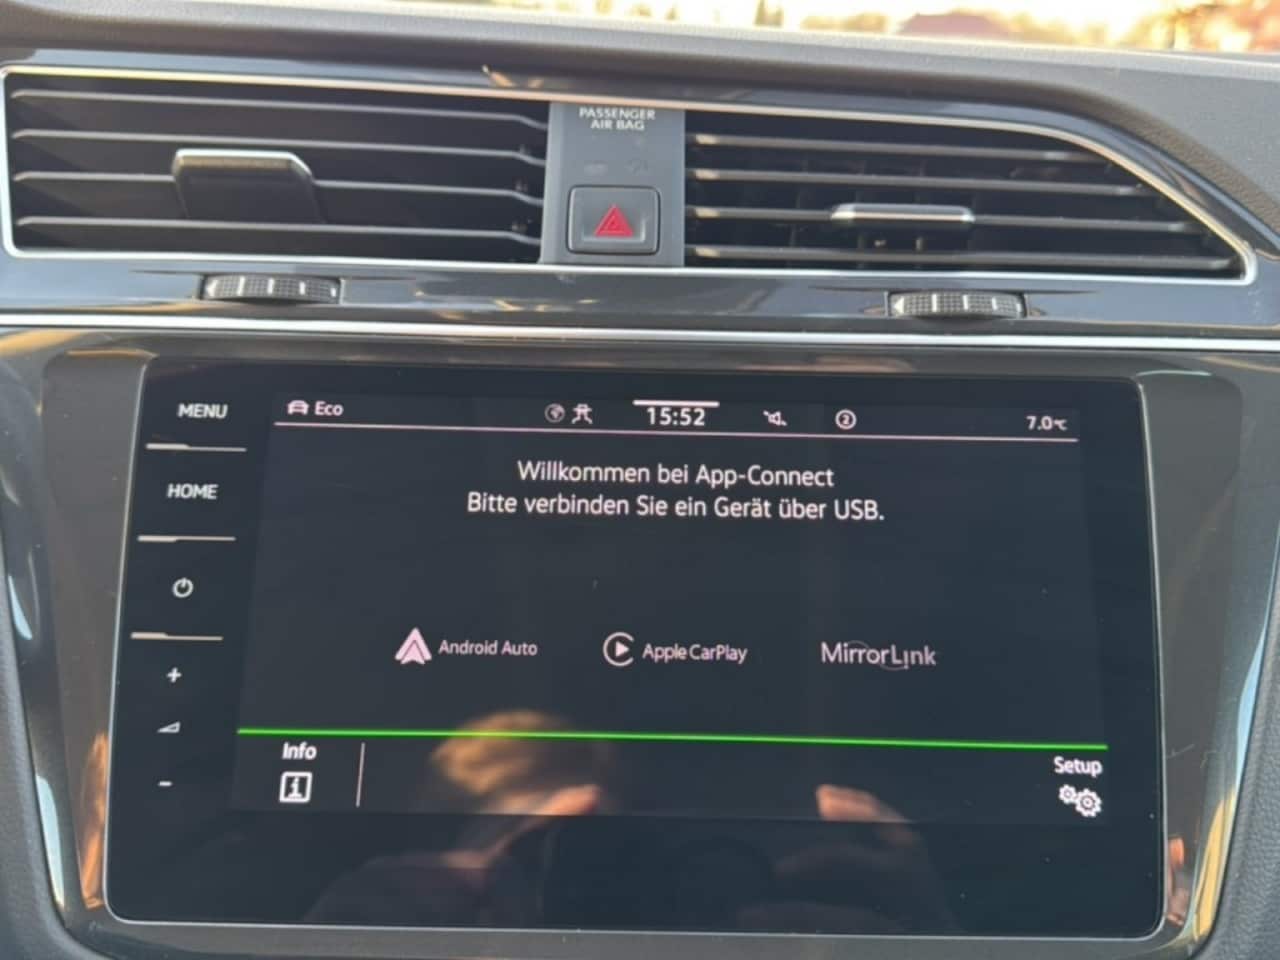 PASSENGER
AIR BAG
MENU
HOME
Eco
15:52
2
7.0°C
Willkommen bei App-Connect
Bitte verbinden Sie ein Gerät über USB.
Android Auto
Apple CarPlay
MirrorLink
Info
Setup